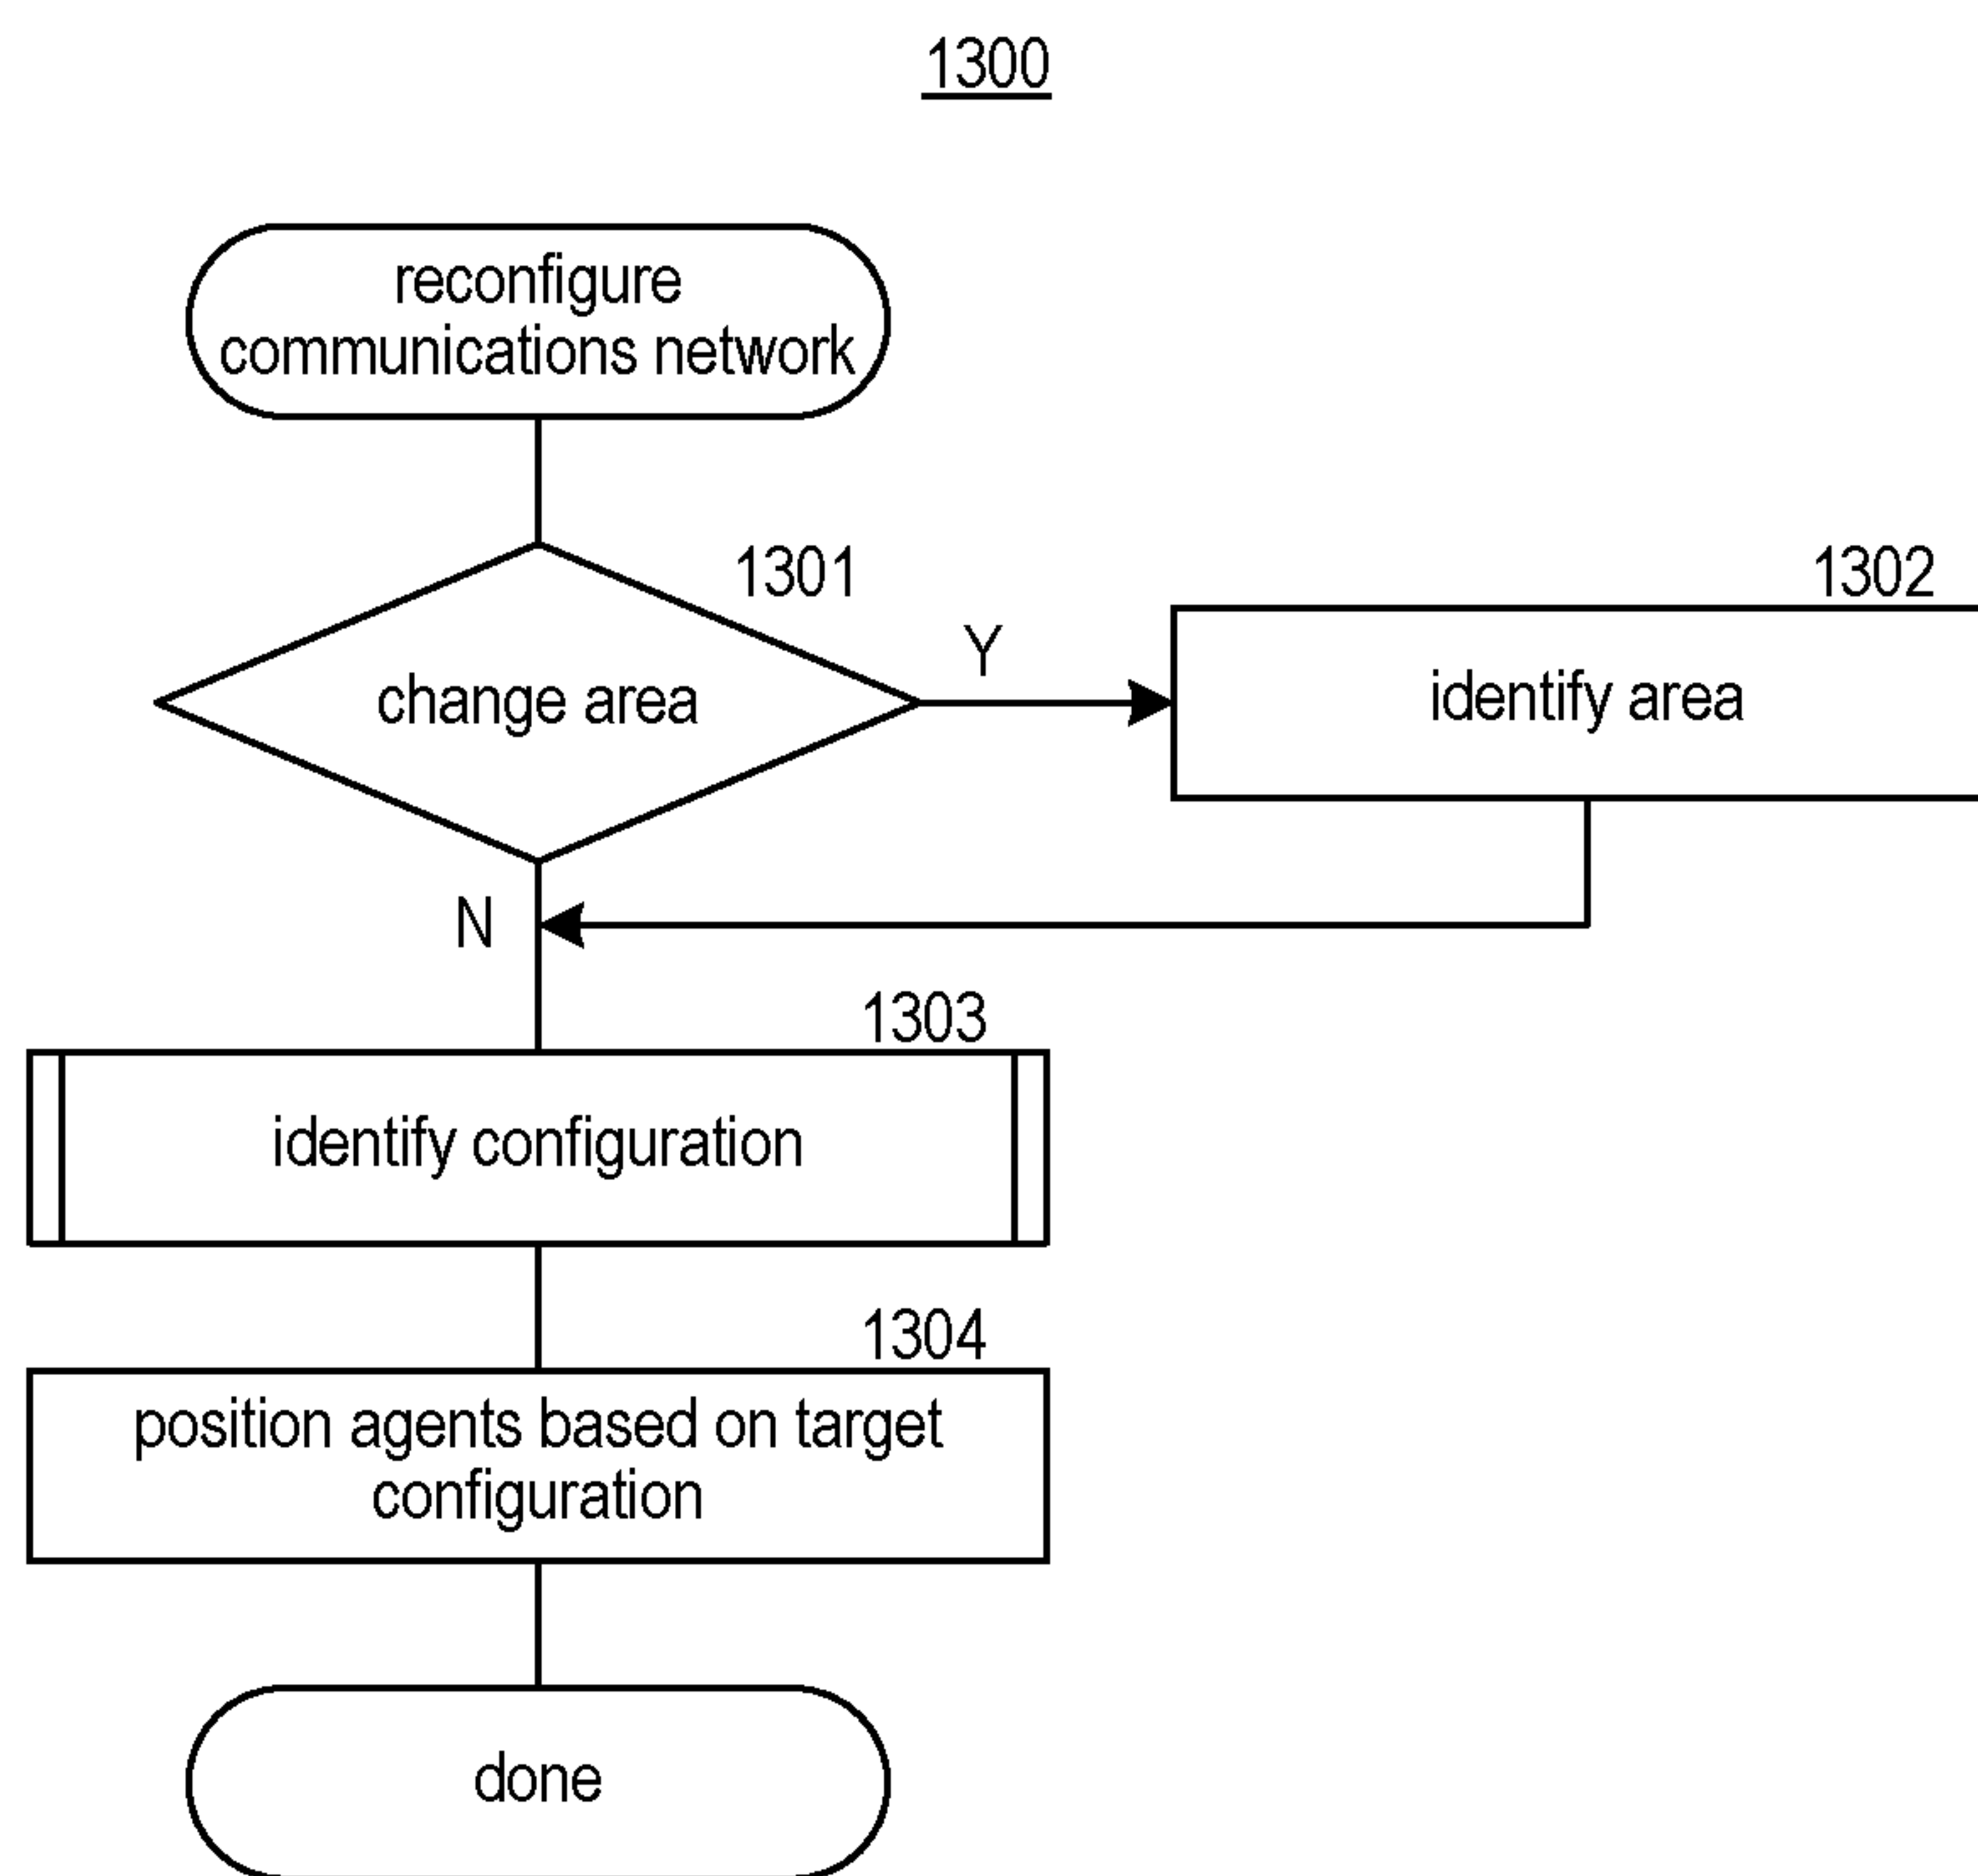 1300
reconfigure
communications network
1301
change area
Y
1302
identify area
N
1303
identify configuration
1304
position agents based on target
configuration
done